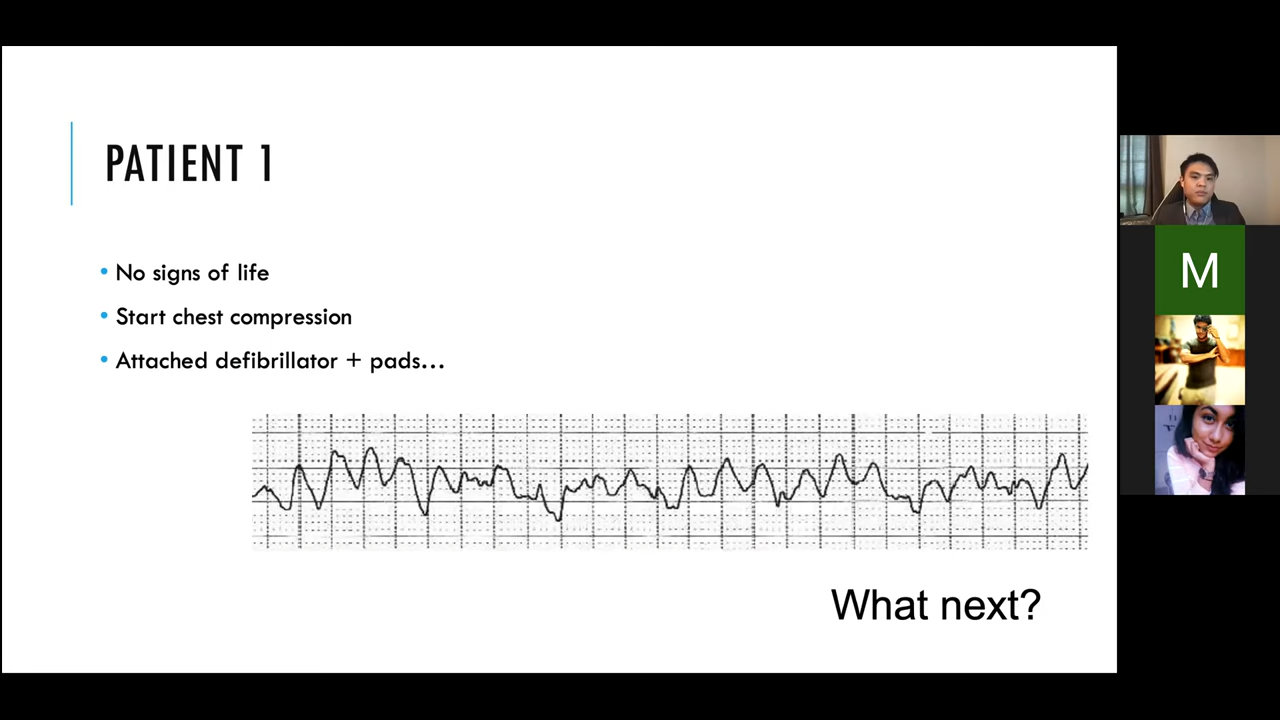 PATIENT 1
• No signs of life
• Start chest compression
• Attached defibrillator + pads…
What next?
M